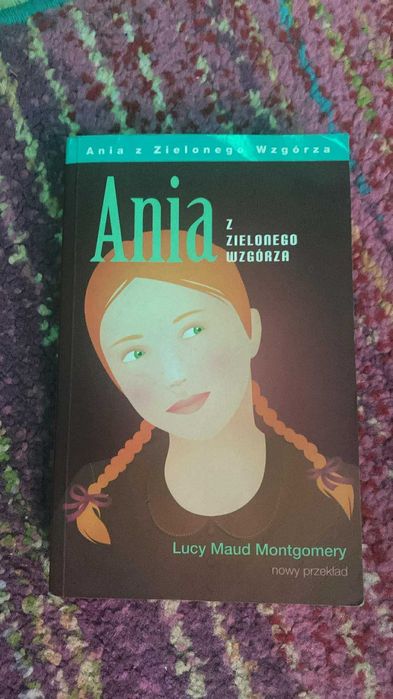 Ania z Zielonego Wzgórza
Ania
Z
ZIELONEGO
WZGÓRZA
Lucy Maud Montgomery
nowy przekład